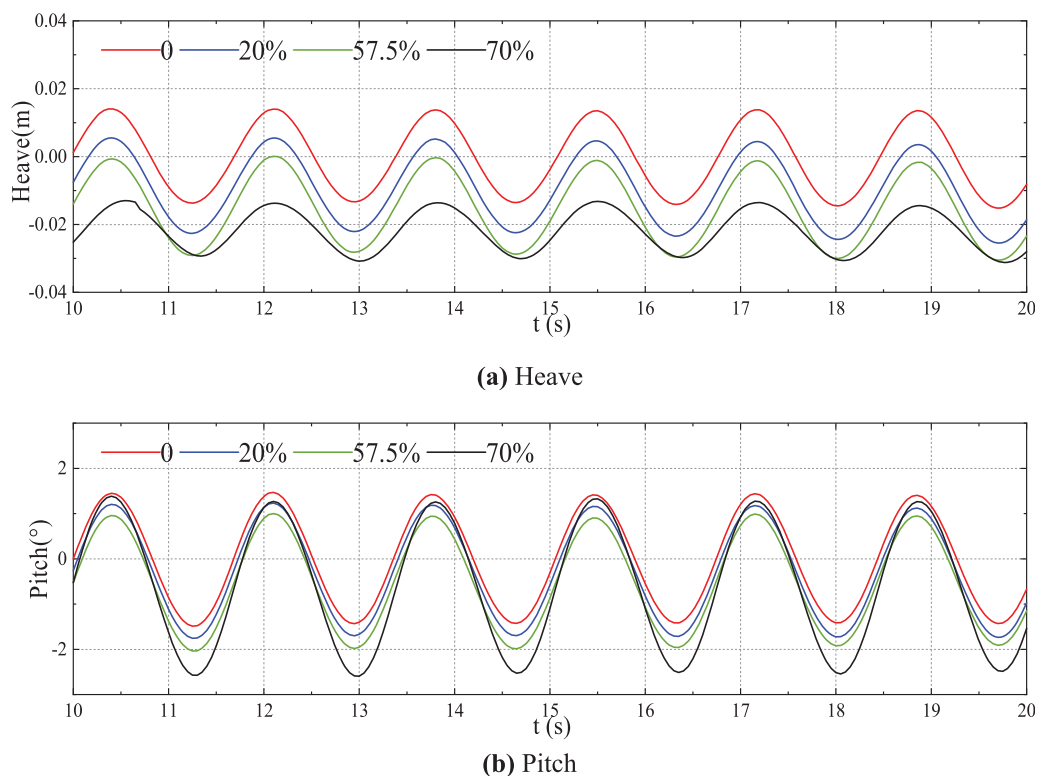 0.04
0 20% 57.5% 70%
0.02
0.00
-0.02
-0.04
Heave(m)
10 11 12 13 14 15 16 17 18 19 20
t (s)
(a) Heave
0 20% 57.5% 70%
2
0
-2
Pitch(°)
10 11 12 13 14 15 16 17 18 19 20
t (s)
(b) Pitch